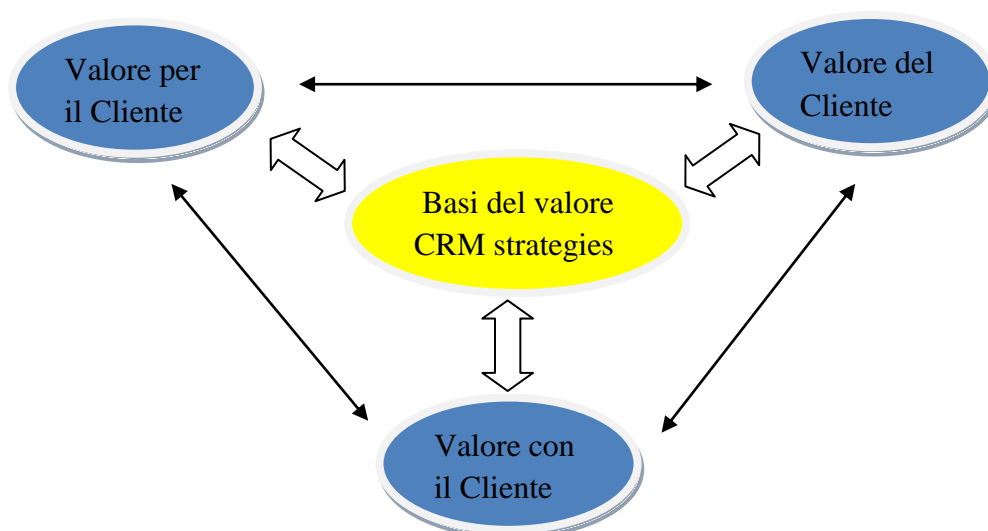 Valore per
il Cliente
Valore del
Cliente
Basi del valore
CRM strategies
Valore con
il Cliente